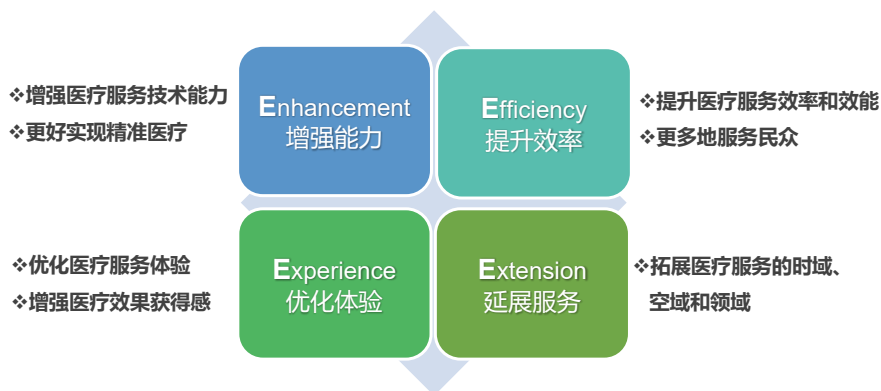 ❖增强医疗服务技术能力
❖更好实现精准医疗
Enhancement
增强能力
Efficiency
提升效率
❖提升医疗服务效率和效能
❖更多地服务民众
❖优化医疗服务体验
❖增强医疗效果获得感
Experience
优化体验
Extension
延展服务
❖拓展医疗服务的时域、
空域和领域